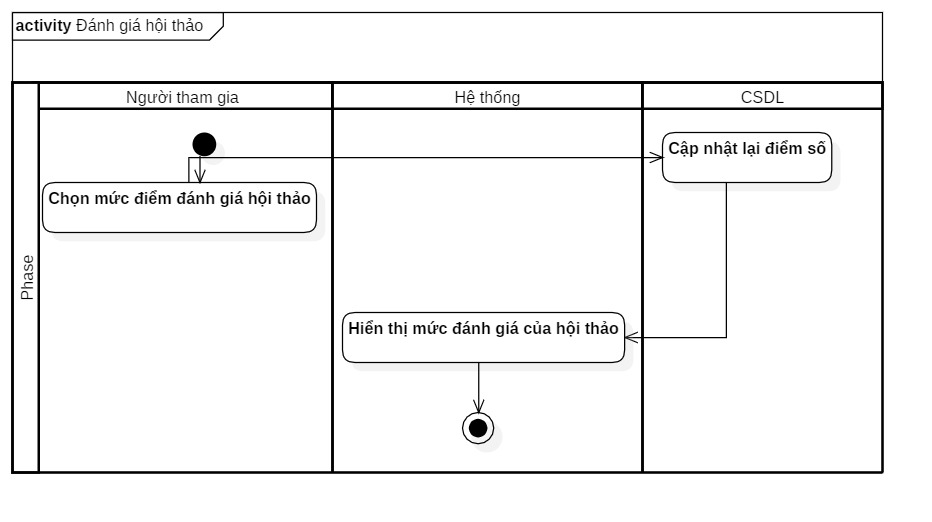 activity Đánh giá hội thảo
Người tham gia
Hệ thống
CSDL
Phase
Cập nhật lại điểm số
Chọn mức điểm đánh giá hội thảo
Hiển thị mức đánh giá của hội thảo